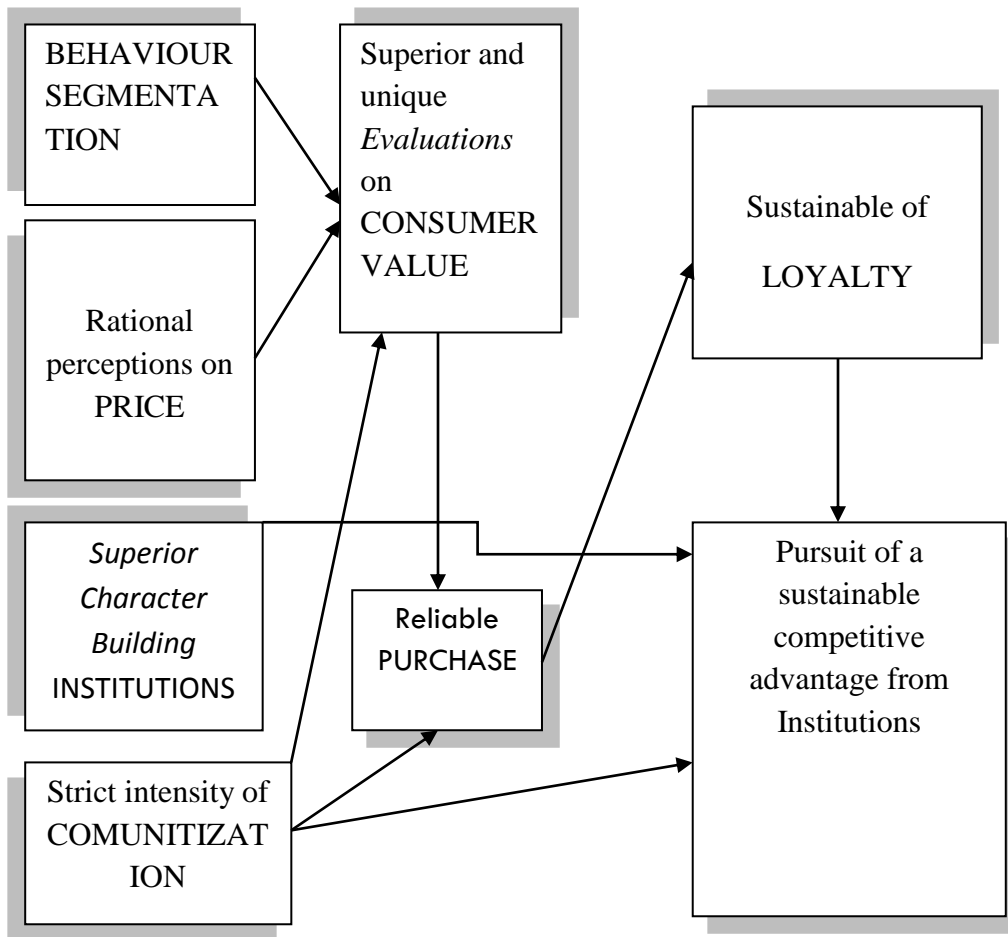 BEHAVIOUR
SEGMENTA
TION
Rational
perceptions on
PRICE
Superior
Character
Building
INSTITUTIONS
Strict intensity of
COMUNITIZAT
ION
Superior and
unique
Evaluations
on
CONSUMER
VALUE
Reliable
PURCHASE
Sustainable of
LOYALTY
Pursuit of a
sustainable
competitive
advantage from
Institutions